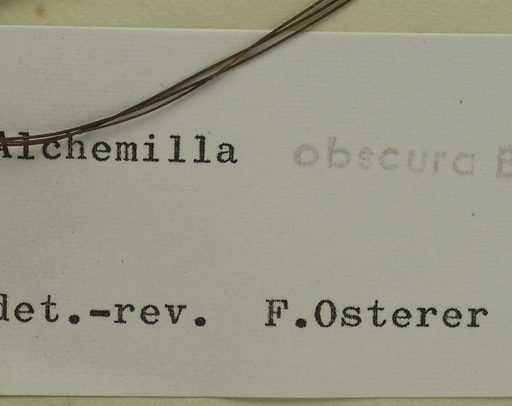 Alchemilla obscura B
det.-rev. F.Osterer